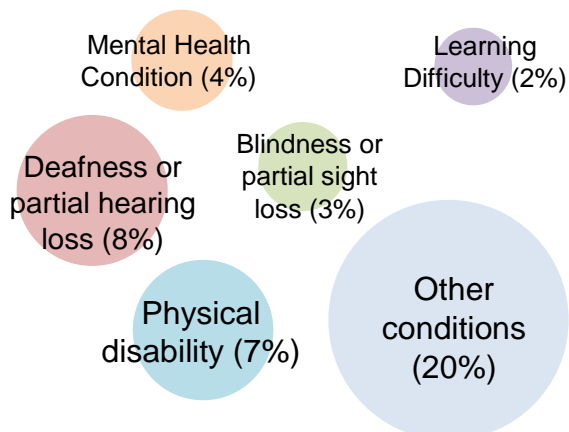 Mental Health
Condition (4%)
Learning
Difficulty (2%)
Deafness or
partial hearing
loss (8%)
Blindness or
partial sight
loss (3%)
Physical
disability (7%)
Other
conditions
(20%)